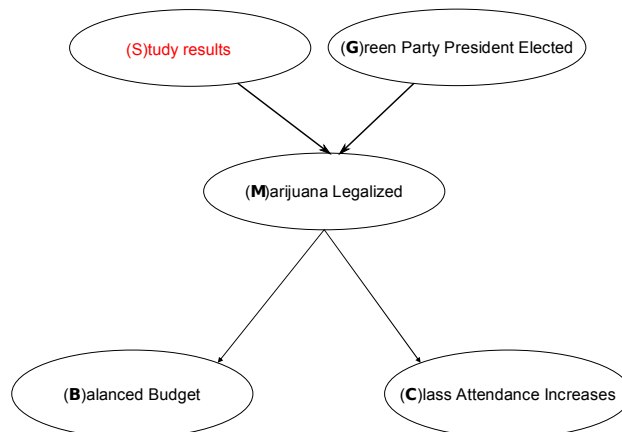 (S)tudy results
(G)reen Party President Elected
(M)arijuana Legalized
(B)alanced Budget
(C)lass Attendance Increases